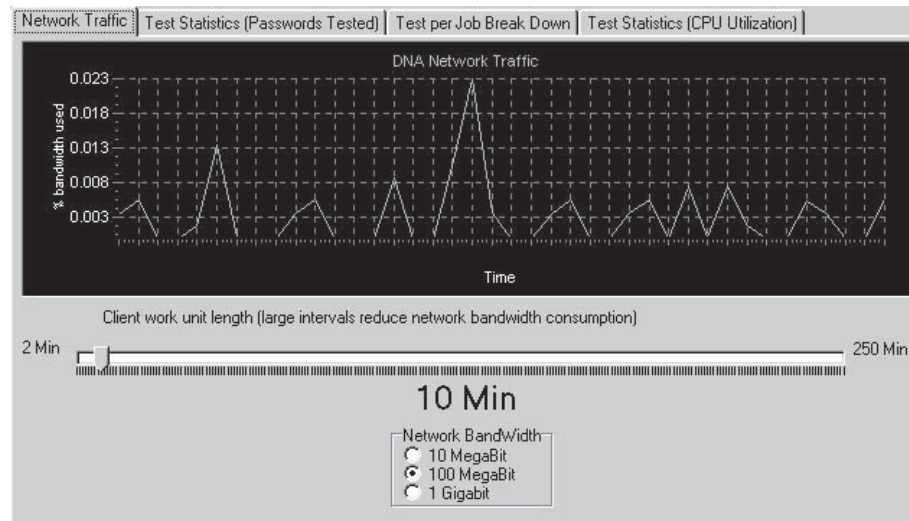 Network Traffic
Test Statistics (Passwords Tested)
Test per Job Break Down
Test Statistics (CPU Utilization)
DNA Network Traffic
% bandwidth used
0.023
0.018
0.013
0.008
0.003
Time
Client work unit length (large intervals reduce network bandwidth consumption)
2 Min
250 Min
10 Min
Network BandWidth
10 MegaBit
100 MegaBit
1 Gigabit